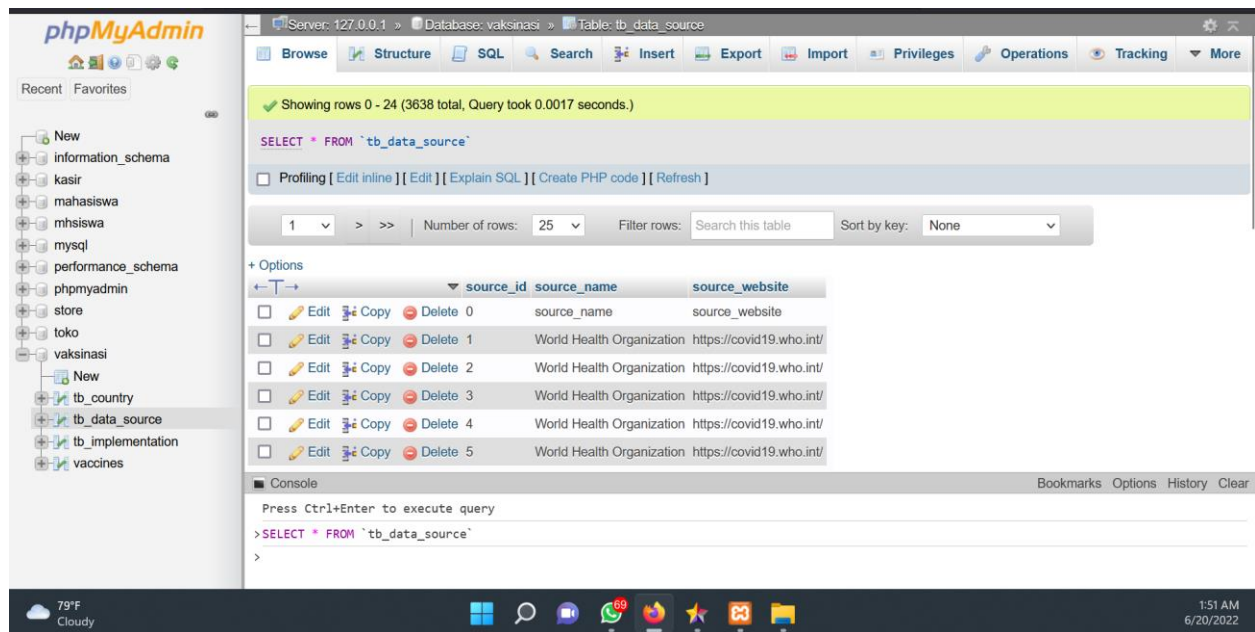 phpMyAdmin
Recent Favorites
New
information_schema
kasir
mahasiswa
mhsiswa
mysql
performance_schema
phpmyadmin
store
toko
vaksinasi
New
tb_country
tb_data_source
tb_implementation
vaccines
Server: 127.0.0.1 » Database: vaksinasi » Table: tb_data_source
Browse Structure SQL Search Insert Export Import Privileges Operations Tracking More
Showing rows 0 - 24 (3638 total, Query took 0.0017 seconds.)
SELECT * FROM `tb_data_source`
Profiling [ Edit inline ] [ Edit ] [ Explain SQL ] [ Create PHP code ] [ Refresh ]
1 > >> Number of rows: 25 Filter rows: Search this table Sort by key: None
+ Options
←T→ source_id source_name source_website
Edit Copy Delete 0 source_name source_website
Edit Copy Delete 1 World Health Organization https://covid19.who.int/
Edit Copy Delete 2 World Health Organization https://covid19.who.int/
Edit Copy Delete 3 World Health Organization https://covid19.who.int/
Edit Copy Delete 4 World Health Organization https://covid19.who.int/
Edit Copy Delete 5 World Health Organization https://covid19.who.int/
Console Bookmarks Options History Clear
Press Ctrl+Enter to execute query
>SELECT * FROM `tb_data_source`
>
79°F
Cloudy
69
1:51 AM
6/20/2022